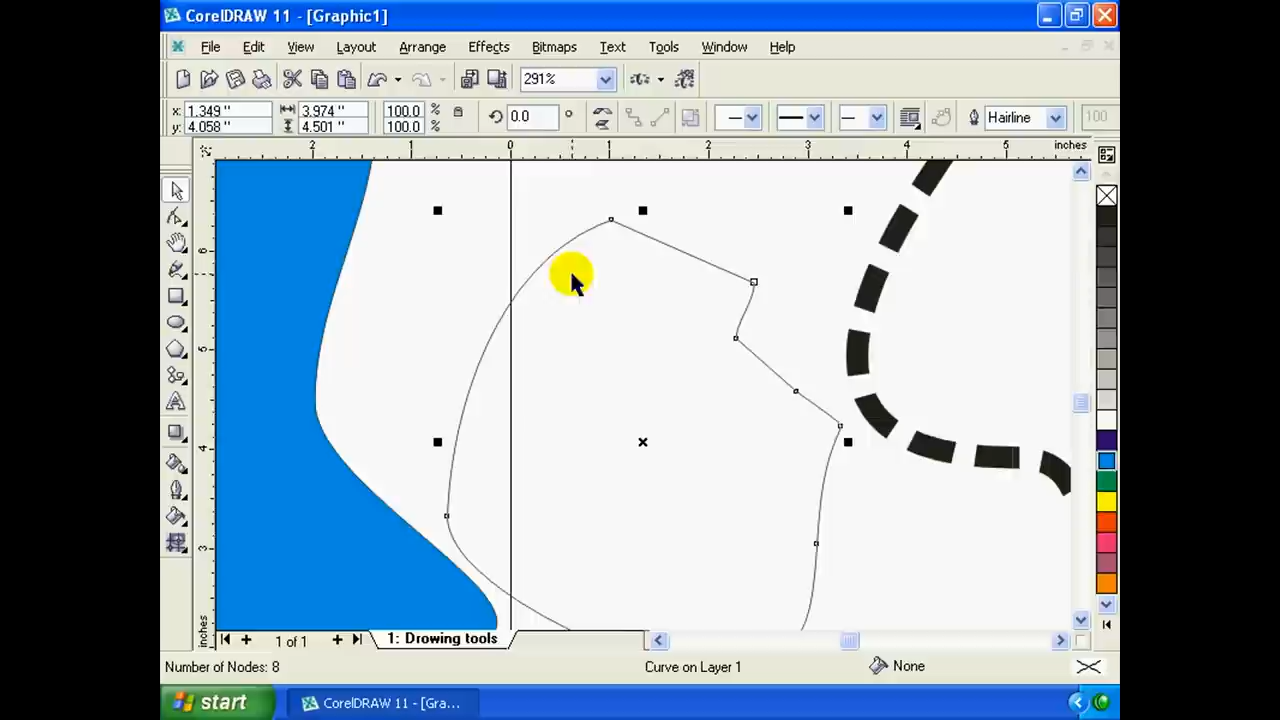 CorelDRAW 11 - [Graphic1]
File Edit View Layout Arrange Effects Bitmaps Text Tools Window Help
291%
x: 1.349 " 3.974 " 100.0 % 0.0 ° Hairline 100
y: 4.058 " 4.501 " 100.0 %
2 1 0 1 2 3 4 5 inches
6
5
4
3
inches
1 of 1 1: Drowing tools
Number of Nodes: 8 Curve on Layer 1 None
start CorelDRAW 11 - [Gra...